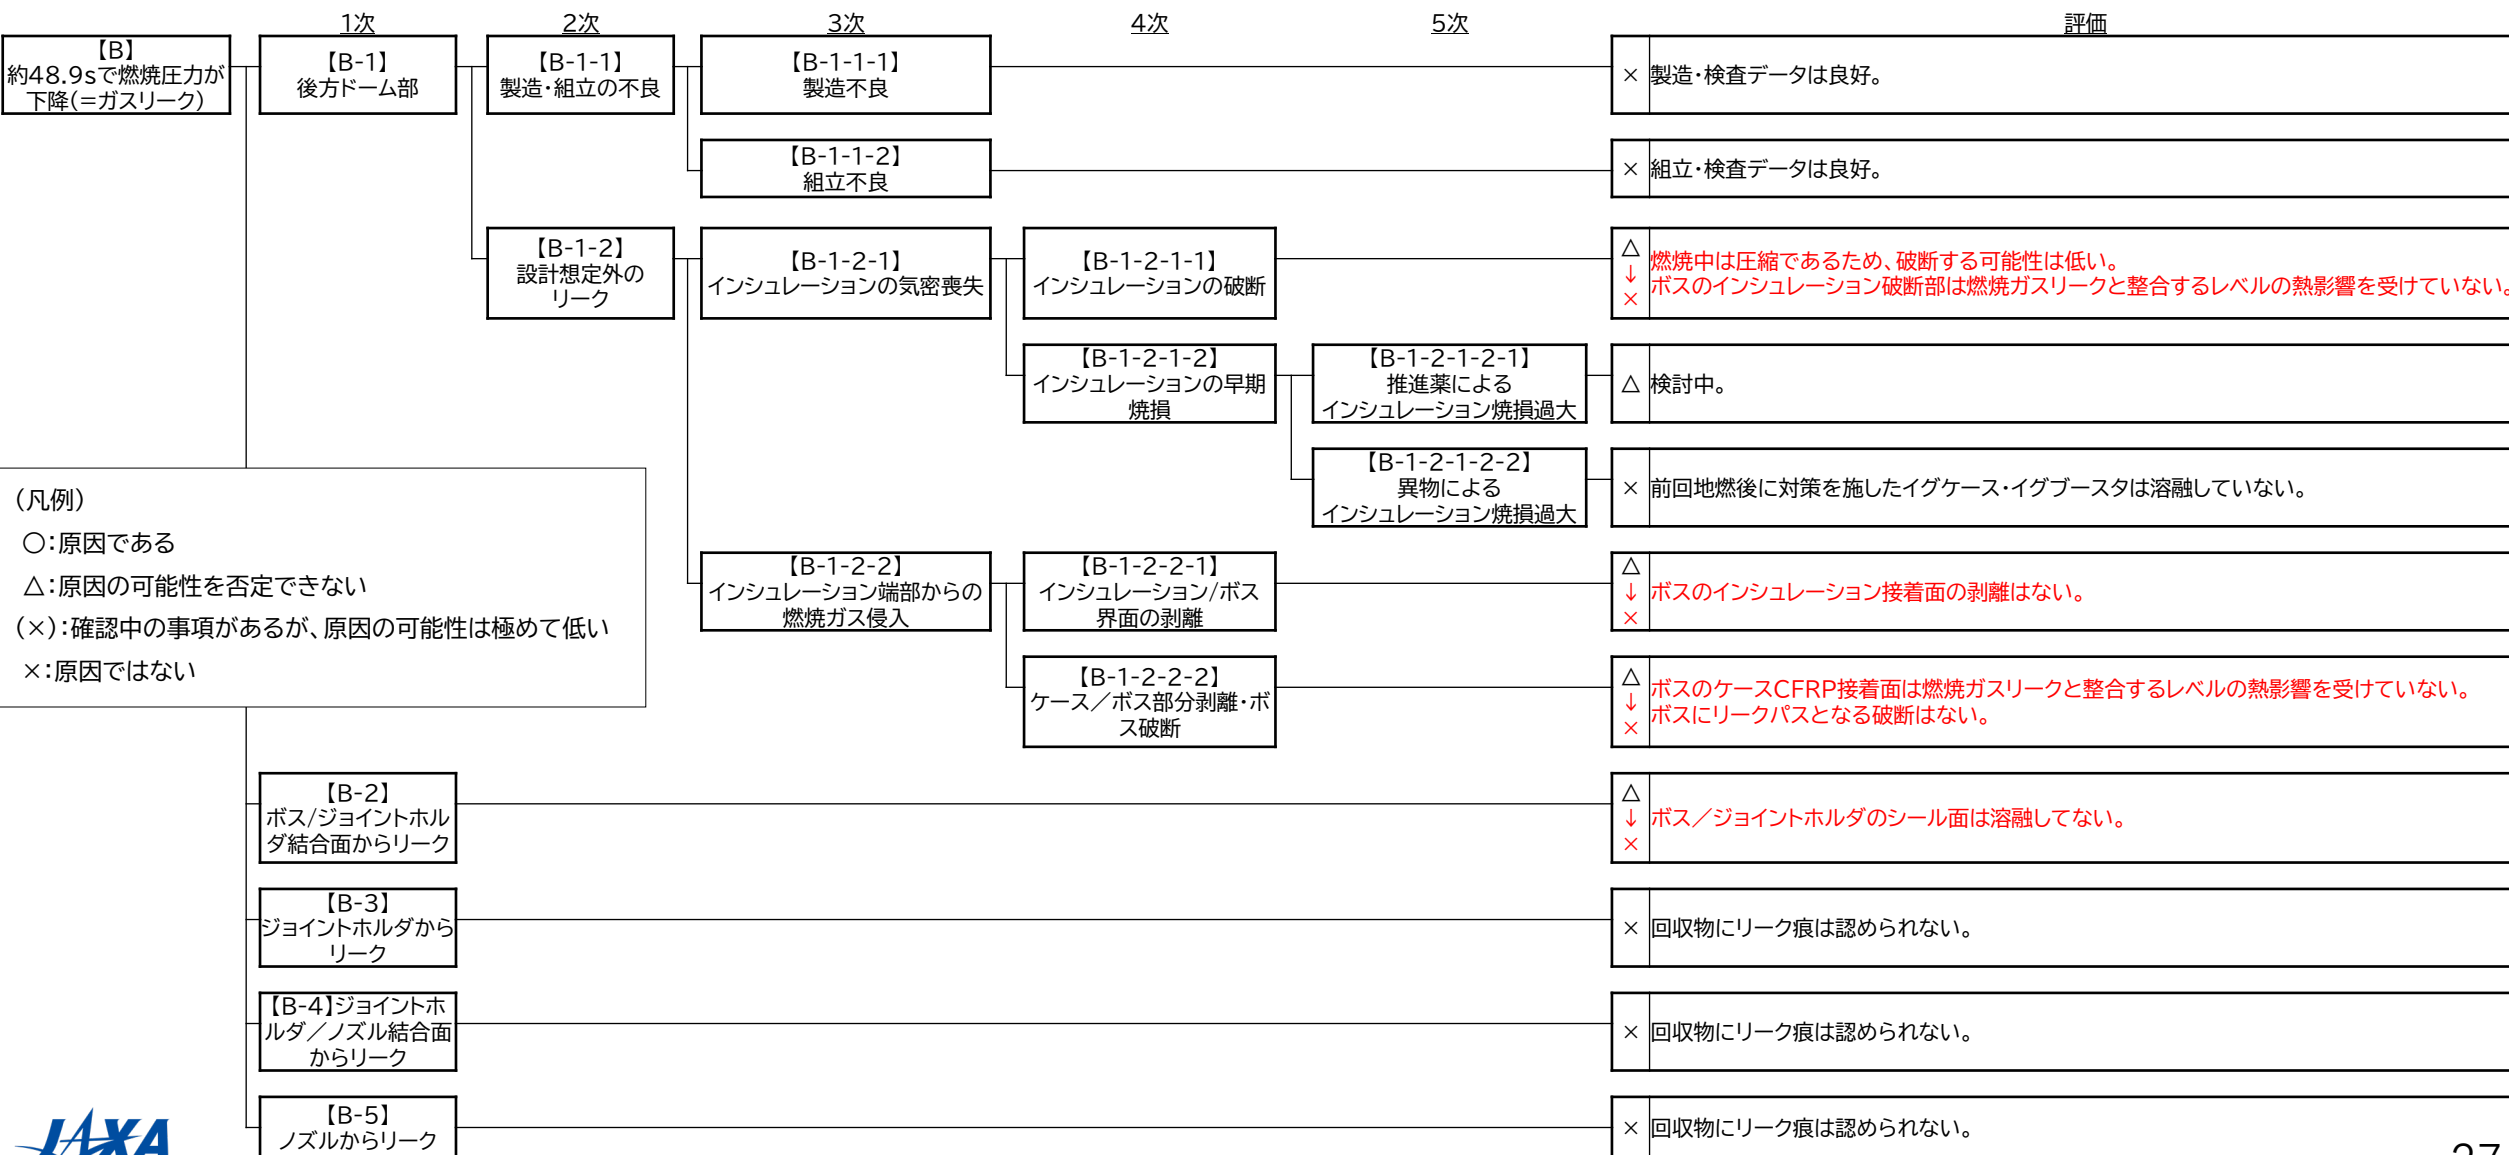 1次
2次
3次
4次
5次
評価
【B】
約48.9sで燃焼圧力が
下降(=ガスリーク)
【B-1】
後方ドーム部
【B-1-1】
製造・組立の不良
【B-1-1-1】
製造不良
×
製造・検査データは良好。
【B-1-1-2】
組立不良
×
組立・検査データは良好。
【B-1-2】
設計想定外の
リーク
【B-1-2-1】
インシュレーションの気密喪失
【B-1-2-1-1】
インシュレーションの破断
△
↓
×
燃焼中は圧縮であるため、破断する可能性は低い。
ボスのインシュレーション破断部は燃焼ガスリークと整合するレベルの熱影響を受けていない。
【B-1-2-1-2】
インシュレーションの早期
焼損
【B-1-2-1-2-1】
推進薬による
インシュレーション焼損過大
△
検討中。
【B-1-2-1-2-2】
異物による
インシュレーション焼損過大
×
前回地燃後に対策を施したイグケース・イグブースタは溶融していない。
(凡例)
○:原因である
△:原因の可能性を否定できない
(×):確認中の事項があるが、原因の可能性は極めて低い
×:原因ではない
【B-1-2-2】
インシュレーション端部からの
燃焼ガス侵入
【B-1-2-2-1】
インシュレーション/ボス
界面の剥離
△
↓
×
ボスのインシュレーション接着面の剥離はない。
【B-1-2-2-2】
ケース／ボス部分剥離・ボ
ス破断
△
↓
×
ボスのケースCFRP接着面は燃焼ガスリークと整合するレベルの熱影響を受けていない。
ボスにリークパスとなる破断はない。
【B-2】
ボス/ジョイントホル
ダ結合面からリーク
△
↓
×
ボス／ジョイントホルダのシール面は溶融してない。
【B-3】
ジョイントホルダから
リーク
×
回収物にリーク痕は認められない。
【B-4】ジョイントホ
ルダ／ノズル結合面
からリーク
×
回収物にリーク痕は認められない。
【B-5】
ノズルからリーク
×
回収物にリーク痕は認められない。
JAXA